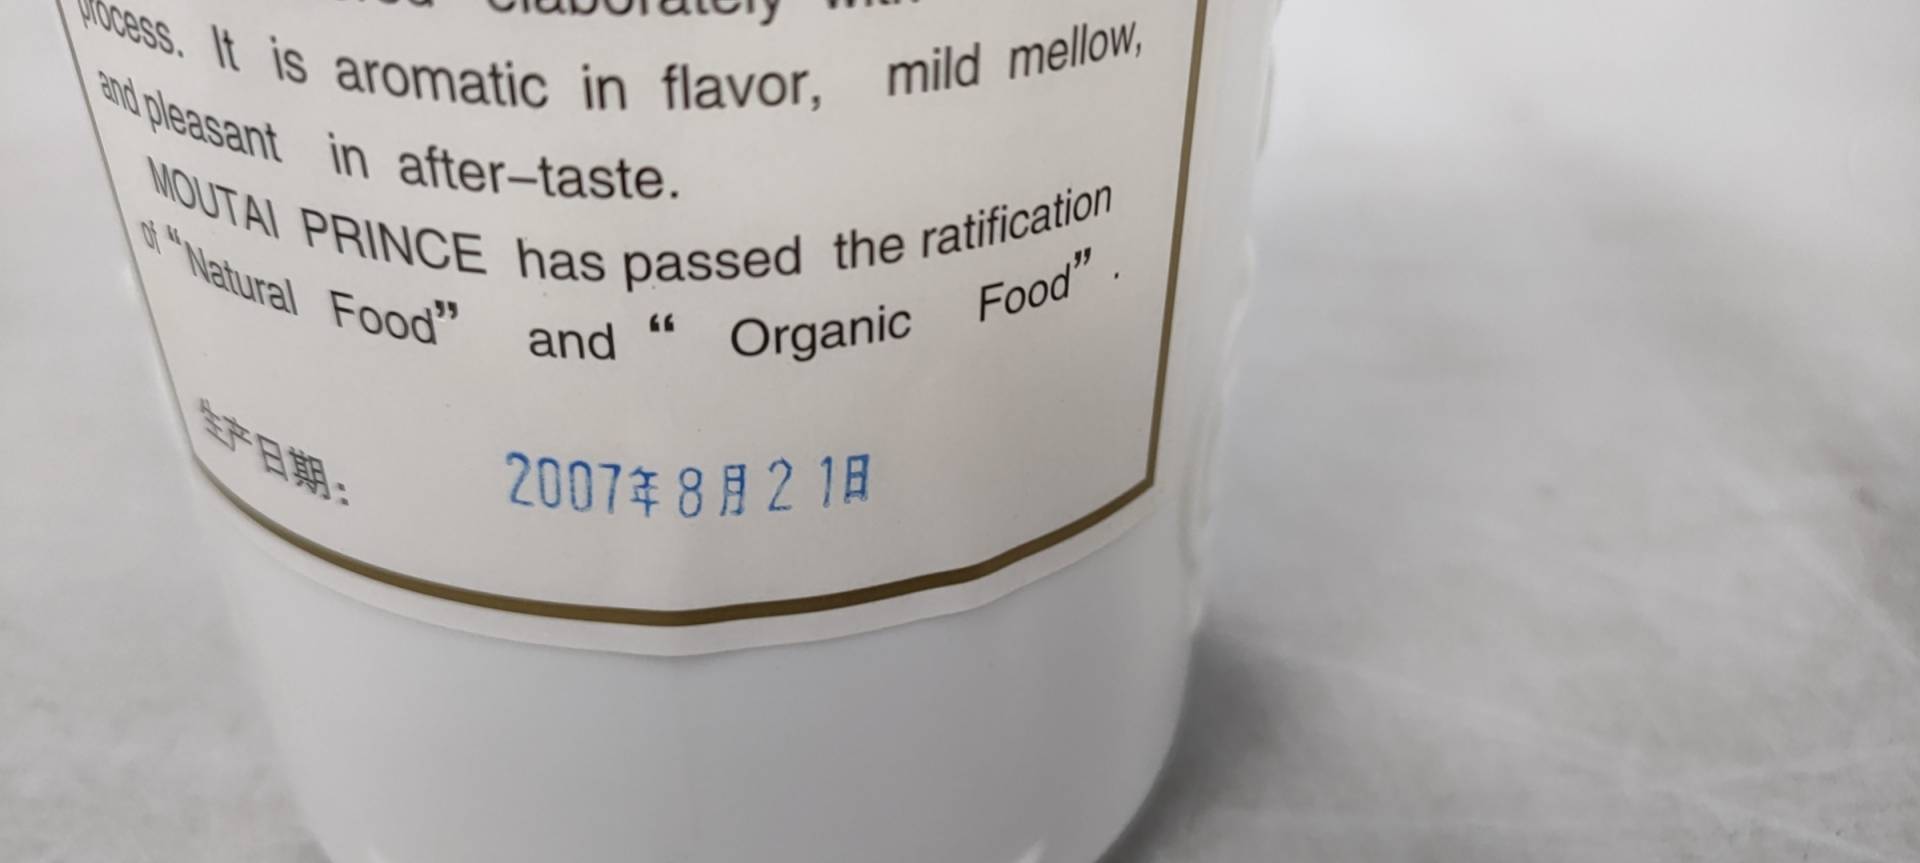 elaborately with
process. It is aromatic in flavor, mild mellow,
and pleasant in after-taste.
MOUTAI PRINCE has passed the ratification
of “Natural Food” and “ Organic Food” .
生产日期: 2007年8月21日